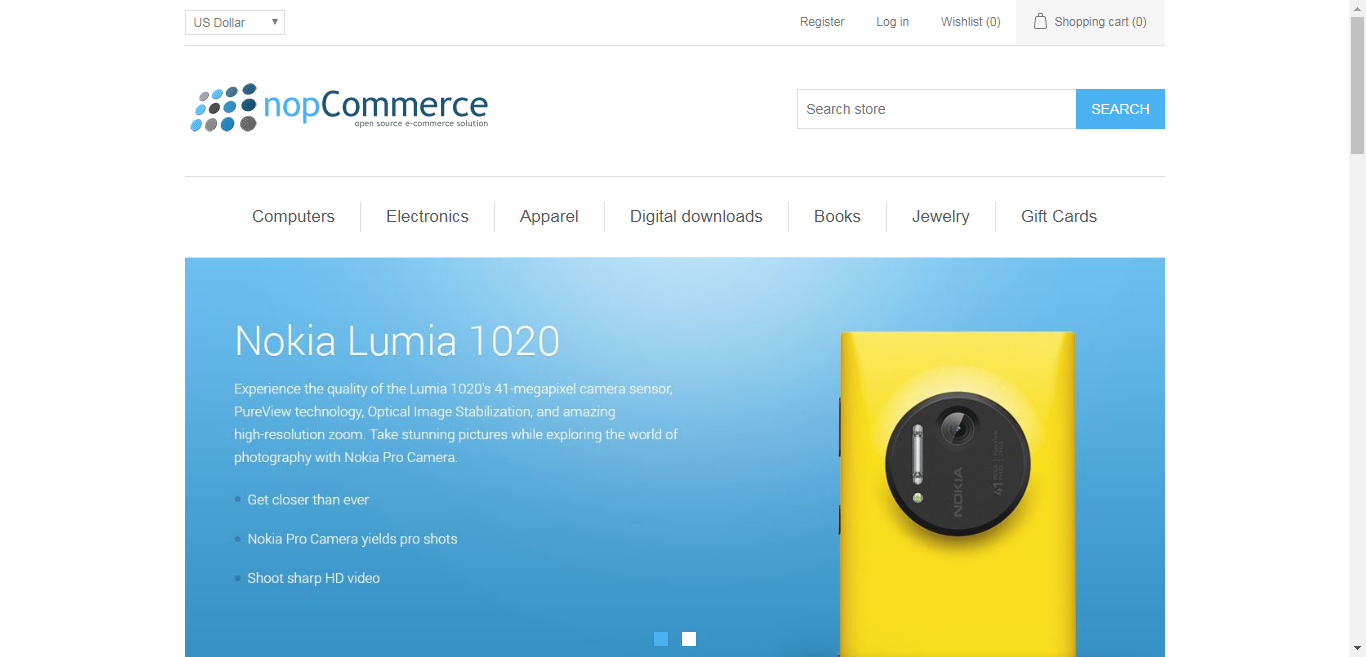 US Dollar
Register
Log in
Wishlist (0)
Shopping cart (0)
nopCommerce
open source e-commerce solution
Search store
SEARCH
Computers
Electronics
Apparel
Digital downloads
Books
Jewelry
Gift Cards
Nokia Lumia 1020
Experience the quality of the Lumia 1020's 41-megapixel camera sensor,
PureView technology, Optical Image Stabilization, and amazing
high-resolution zoom. Take stunning pictures while exploring the world of
photography with Nokia Pro Camera.
Get closer than ever
Nokia Pro Camera yields pro shots
Shoot sharp HD video
NOKIA
41